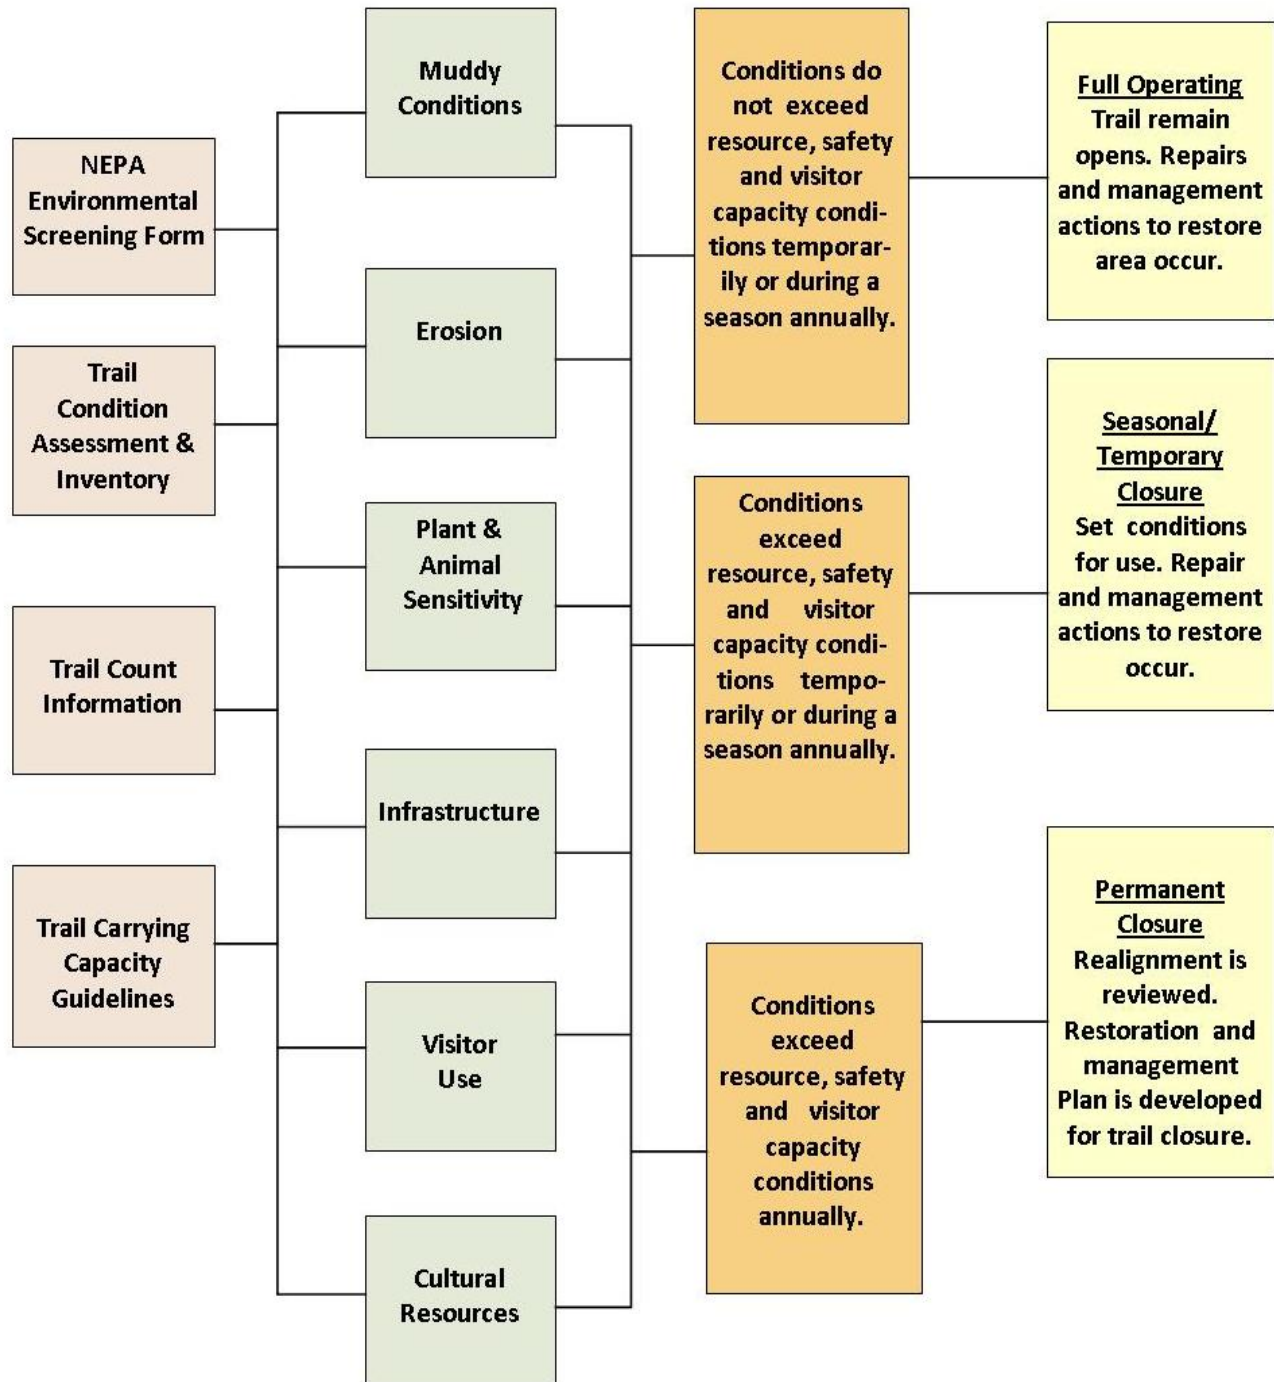 NEPA
Environmental
Screening Form
Trail
Condition
Assessment &
Inventory
Trail Count
Information
Trail Carrying
Capacity
Guidelines
Muddy
Conditions
Erosion
Plant &
Animal
Sensitivity
Infrastructure
Visitor
Use
Cultural
Resources
Conditions do
not exceed
resource, safety
and visitor
capacity condi-
tions temporar-
ily or during a
season annually.
Conditions
exceed
resource, safety
and visitor
capacity condi-
tions tempo-
rarily or during a
season annually.
Conditions
exceed
resource, safety
and visitor
capacity
conditions
annually.
Full Operating
Trail remain
opens. Repairs
and management
actions to restore
area occur.
Seasonal/
Temporary
Closure
Set conditions
for use. Repair
and management
actions to restore
occur.
Permanent
Closure
Realignment is
reviewed.
Restoration and
management
Plan is developed
for trail closure.